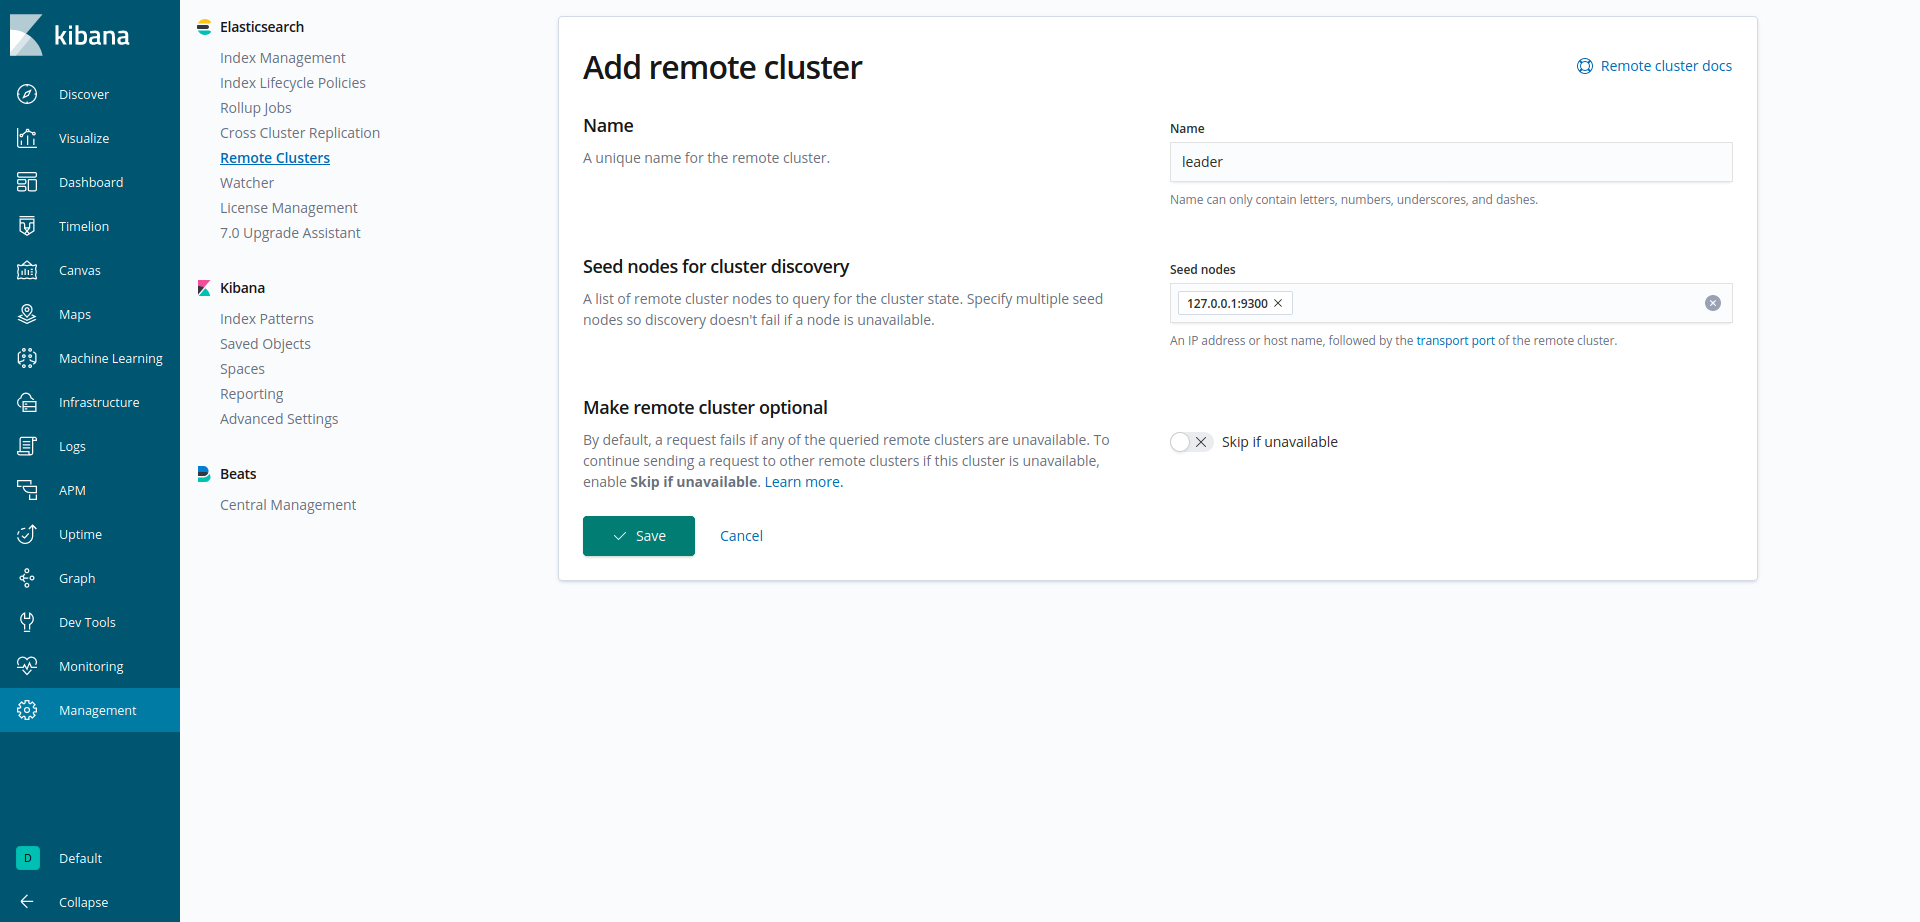 kibana
Discover
Visualize
Dashboard
Timelion
Canvas
Maps
Machine Learning
Infrastructure
Logs
APM
Uptime
Graph
Dev Tools
Monitoring
Management
D Default
Collapse
Elasticsearch
Index Management
Index Lifecycle Policies
Rollup Jobs
Cross Cluster Replication
Remote Clusters
Watcher
License Management
7.0 Upgrade Assistant
Kibana
Index Patterns
Saved Objects
Spaces
Reporting
Advanced Settings
Beats
Central Management
Add remote cluster
Remote cluster docs
Name
A unique name for the remote cluster.
Name
leader
Name can only contain letters, numbers, underscores, and dashes.
Seed nodes for cluster discovery
A list of remote cluster nodes to query for the cluster state. Specify multiple seed
nodes so discovery doesn't fail if a node is unavailable.
Seed nodes
127.0.0.1:9300
An IP address or host name, followed by the transport port of the remote cluster.
Make remote cluster optional
By default, a request fails if any of the queried remote clusters are unavailable. To
continue sending a request to other remote clusters if this cluster is unavailable,
enable Skip if unavailable. Learn more.
Skip if unavailable
Save
Cancel